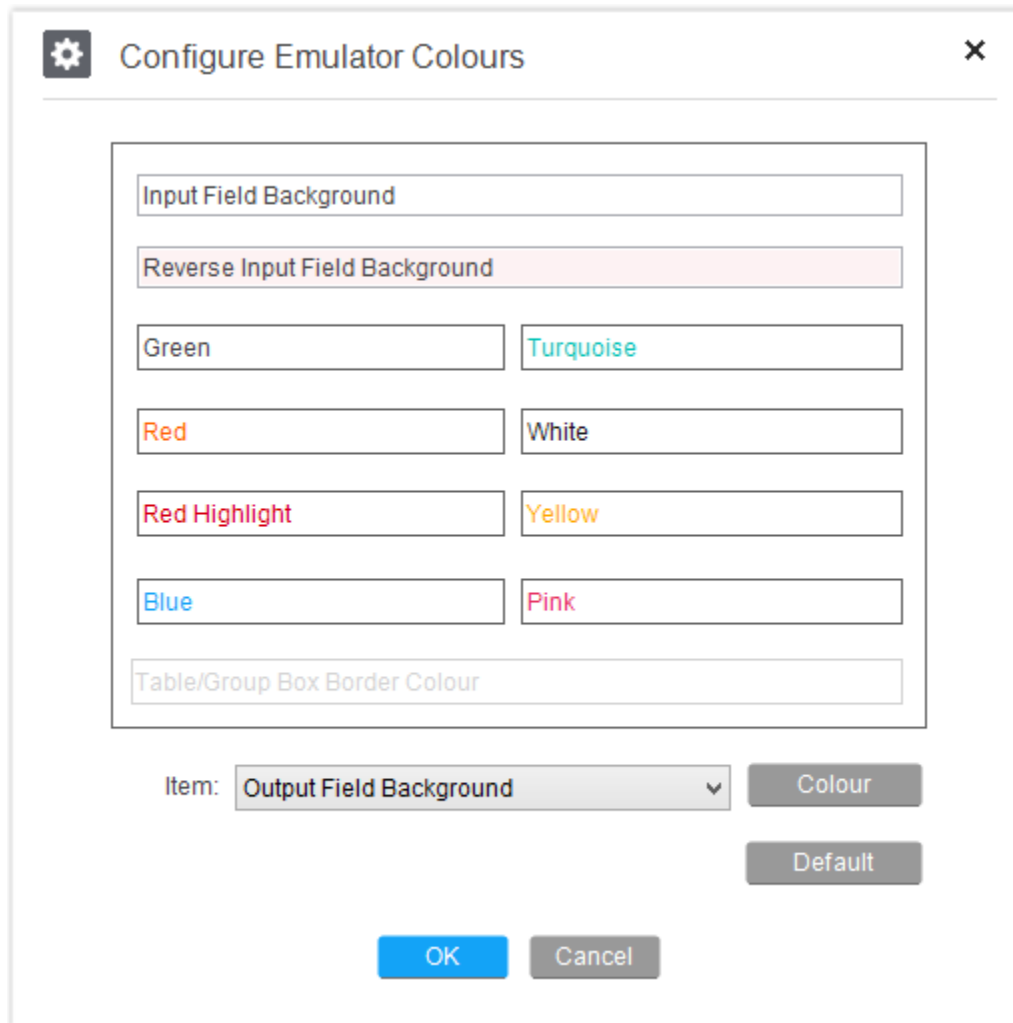 Configure Emulator Colours
Input Field Background
Reverse Input Field Background
Green
Turquoise
Red
White
Red Highlight
Yellow
Blue
Pink
Table/Group Box Border Colour
Item:
Output Field Background
Colour
Default
OK
Cancel